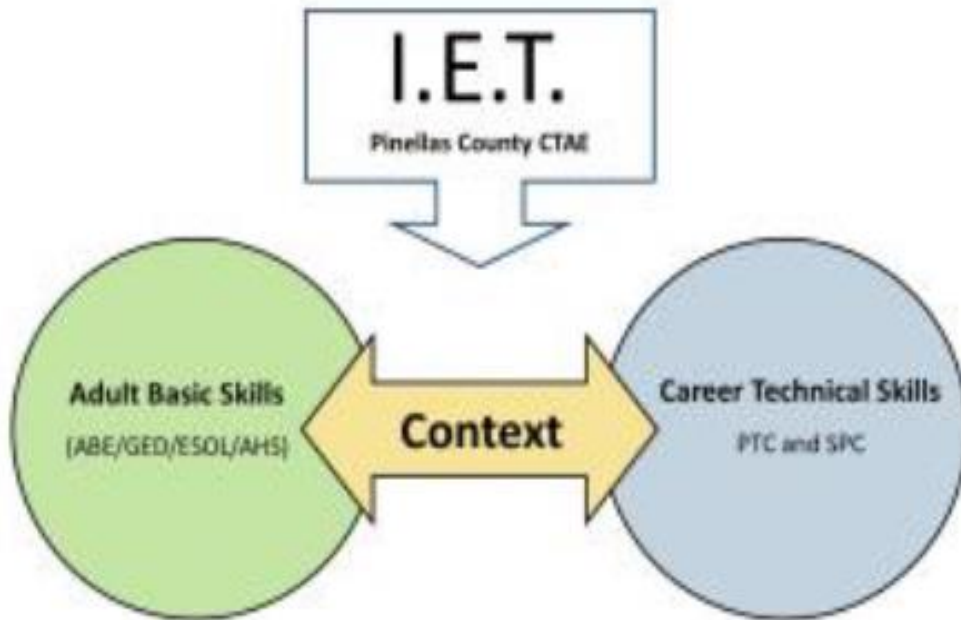 I.E.T.
Pinellas County CTAE
Adult Basic Skills
(ABE/GED/ESOL/AHS)
Context
Career Technical Skills
PTC and SPC